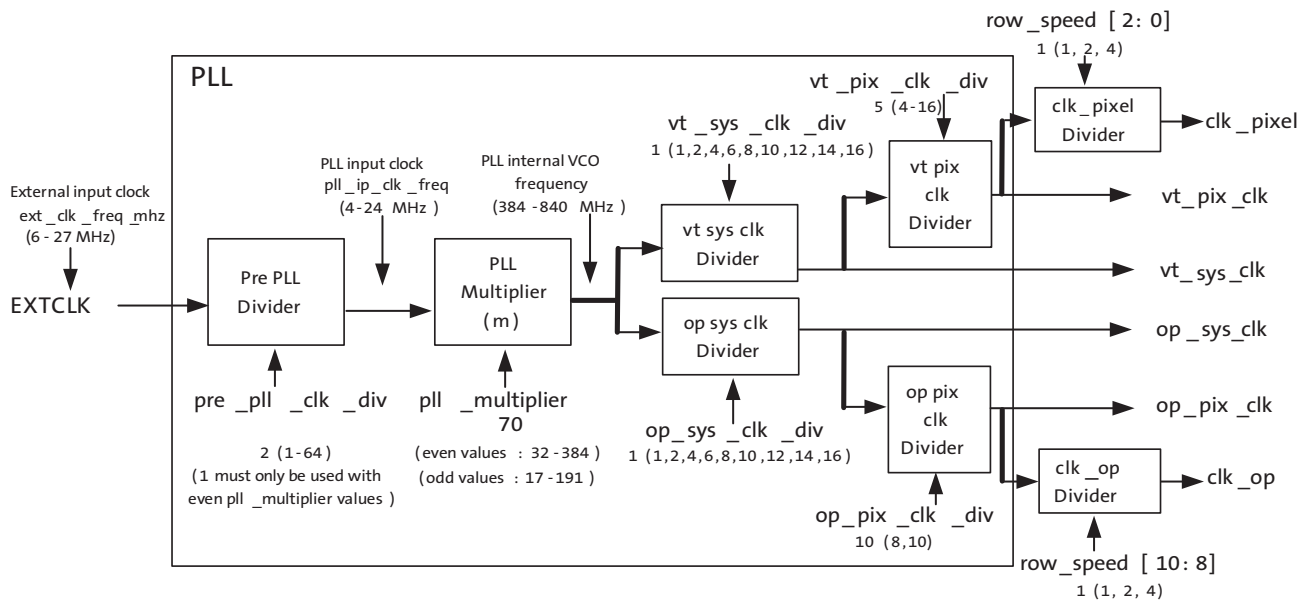 row_speed [2:0]
1 (1, 2, 4)
PLL
vt_pix_clk_div
5 (4-16)
clk_pixel
Divider
clk_pixel
vt_sys_clk_div
1 (1,2,4,6,8,10,12,14,16)
PLL input clock
pll_ip_clk_freq
(4-24 MHz)
PLL internal VCO
frequency
(384-840 MHz)
External input clock
ext_clk_freq_mhz
(6-27 MHz)
vt pix
clk
Divider
vt_pix_clk
vt sys clk
Divider
vt_sys_clk
EXTCLK
Pre PLL
Divider
PLL
Multiplier
(m)
op sys clk
Divider
op_sys_clk
pre_pll_clk_div
2 (1-64)
(1 must only be used with
even pll_multiplier values)
pll_multiplier
70
(even values : 32-384)
(odd values : 17-191)
op_sys_clk_div
1 (1,2,4,6,8,10,12,14,16)
op pix
clk
Divider
op_pix_clk
clk_op
Divider
clk_op
op_pix_clk_div
10 (8,10)
row_speed [10:8]
1 (1, 2, 4)